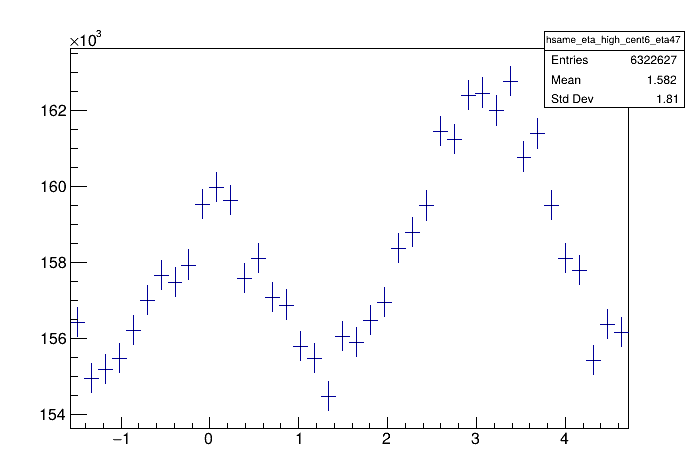 ×10³
hsame_eta_high_cent6_eta47
Entries 6322627
Mean 1.582
Std Dev 1.81
162
160
158
156
154
−1 0 1 2 3 4